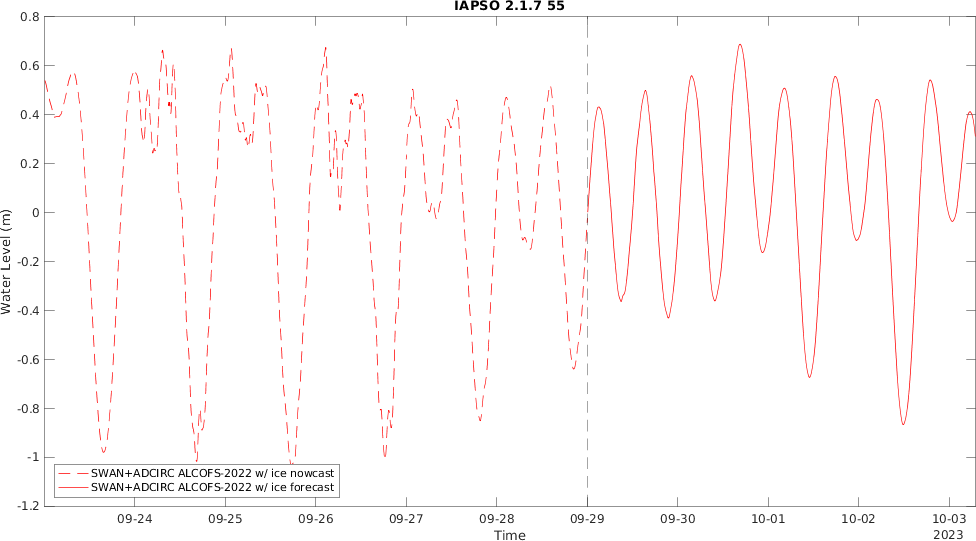 IAPSO 2.1.7 55
0.8
0.6
0.4
0.2
0
-0.2
-0.4
-0.6
-0.8
-1
-1.2
Water Level (m)
SWAN+ADCIRC ALCOFS-2022 w/ ice nowcast
SWAN+ADCIRC ALCOFS-2022 w/ ice forecast
09-24 09-25 09-26 09-27 09-28 09-29 09-30 10-01 10-02 10-03
2023
Time